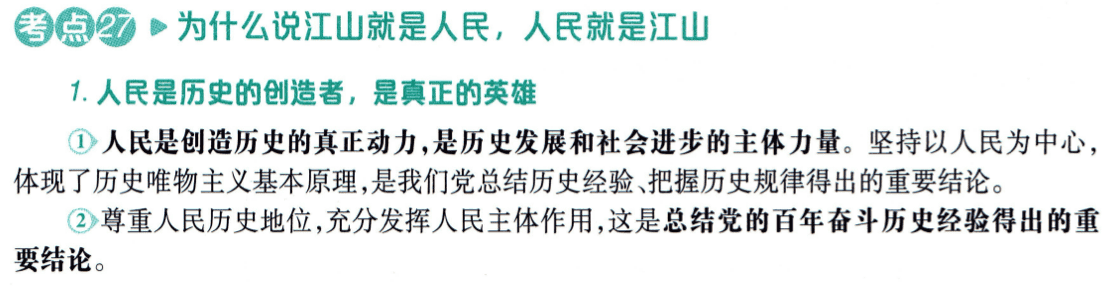 考点27 ▶ 为什么说江山就是人民，人民就是江山
1. 人民是历史的创造者，是真正的英雄
①人民是创造历史的真正动力,是历史发展和社会进步的主体力量。坚持以人民为中心,
体现了历史唯物主义基本原理,是我们党总结历史经验、把握历史规律得出的重要结论。
②尊重人民历史地位,充分发挥人民主体作用,这是总结党的百年奋斗历史经验得出的重
要结论。